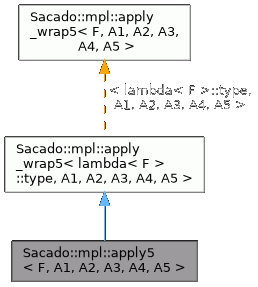 Sacado::mpl::apply
_wrap5< F, A1, A2, A3,
A4, A5 >
< lambda< F >::type,
A1, A2, A3, A4, A5 >
Sacado::mpl::apply
_wrap5< lambda< F >
::type, A1, A2, A3, A4, A5 >
Sacado::mpl::apply5
< F, A1, A2, A3, A4, A5 >